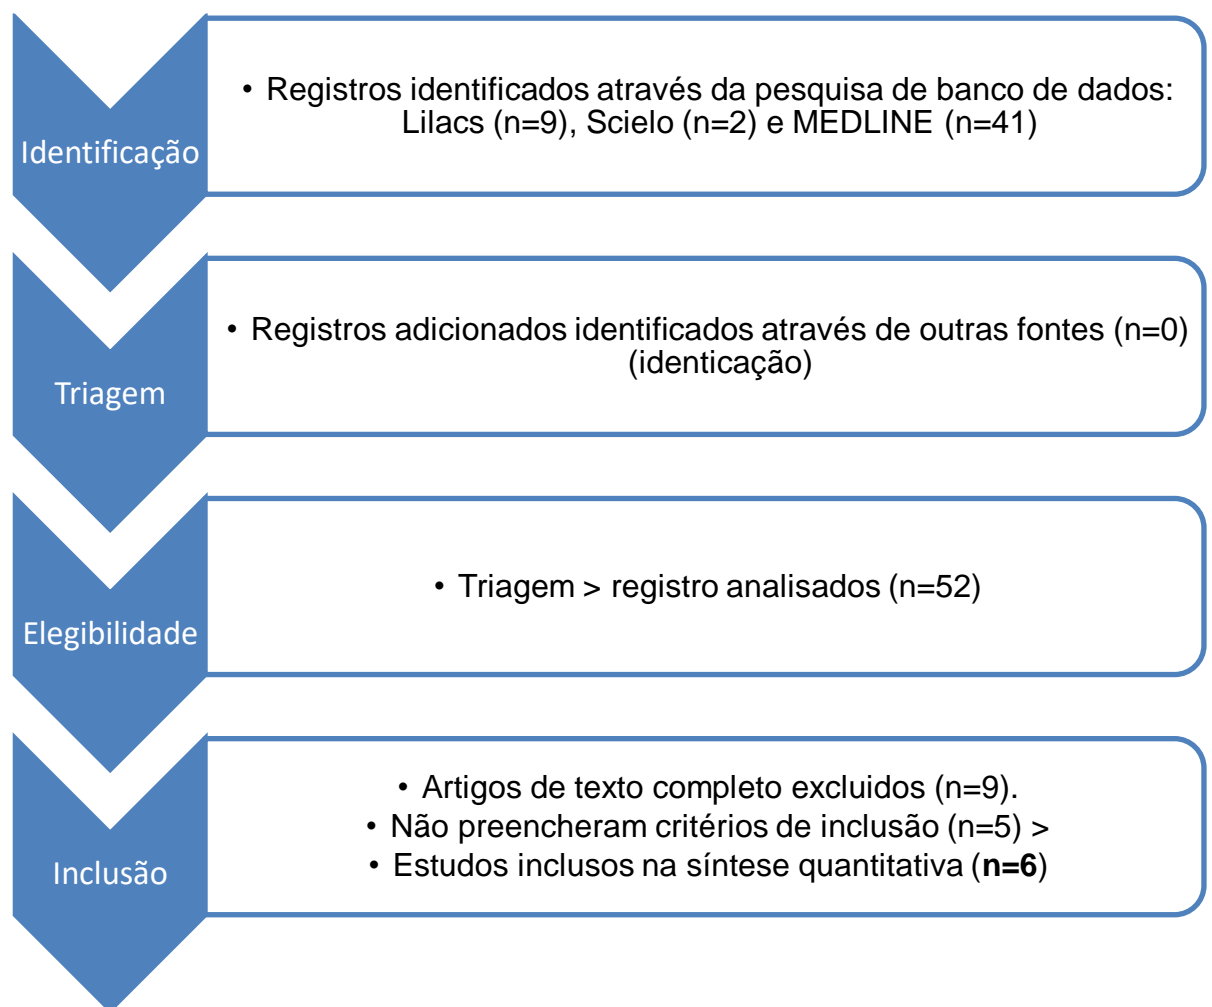 Identificação
• Registros identificados através da pesquisa de banco de dados:
Lilacs (n=9), Scielo (n=2) e MEDLINE (n=41)
Triagem
• Registros adicionados identificados através de outras fontes (n=0)
(identicação)
Elegibilidade
• Triagem > registro analisados (n=52)
Inclusão
• Artigos de texto completo excluidos (n=9).
• Não preencheram critérios de inclusão (n=5) >
• Estudos inclusos na síntese quantitativa (n=6)